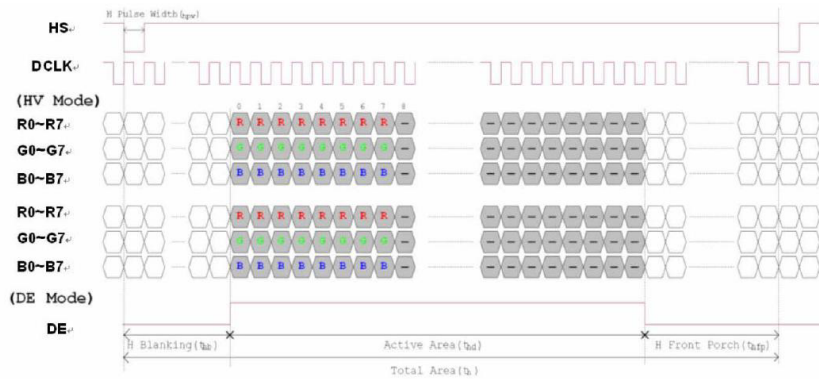 H Pulse Width(thpw)
HS
DCLK
(HV Mode)
0 1 2 3 4 5 6 7 8
R0~R7 R R R R R R R R — — — — — — — — —
G0~G7 G G G G G G G G — — — — — — — — —
B0~B7 B B B B B B B B — — — — — — — — —
R0~R7 R R R R R R R R — — — — — — — — —
G0~G7 G G G G G G G G — — — — — — — — —
B0~B7 B B B B B B B B — — — — — — — — —
(DE Mode)
DE
H Blanking(thb) Active Area(thd) H Front Porch(thfp)
Total Area(th)